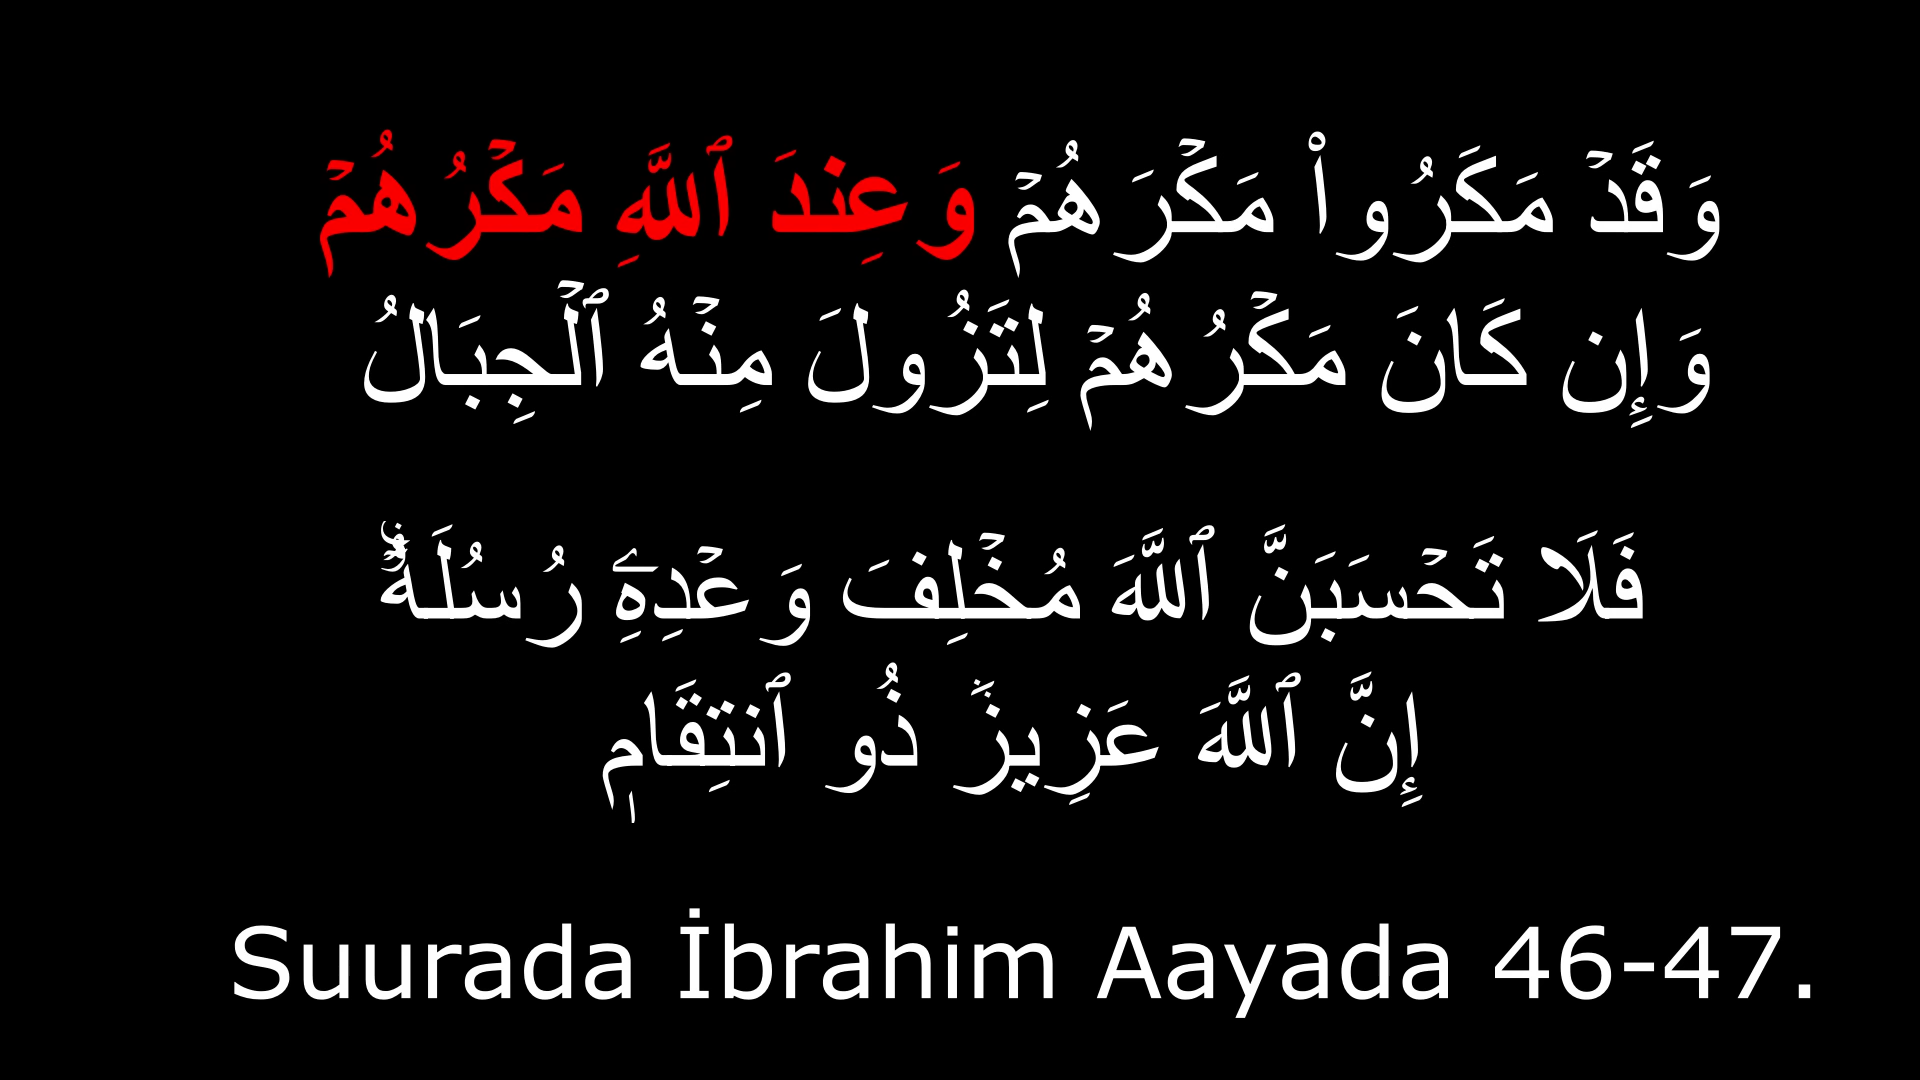 وَقَدۡ مَكَرُواْ مَكۡرَهُمۡ وَعِندَ ٱللَّهِ مَكۡرُهُمۡ
وَإِن كَانَ مَكۡرُهُمۡ لِتَزُولَ مِنۡهُ ٱلۡجِبَالُ
فَلَا تَحۡسَبَنَّ ٱللَّهَ مُخۡلِفَ وَعۡدِهِۦ رُسُلَهُۥٓۚ
إِنَّ ٱللَّهَ عَزِيزٞ ذُو ٱنتِقَامٖ
Suurada İbrahim Aayada 46-47.